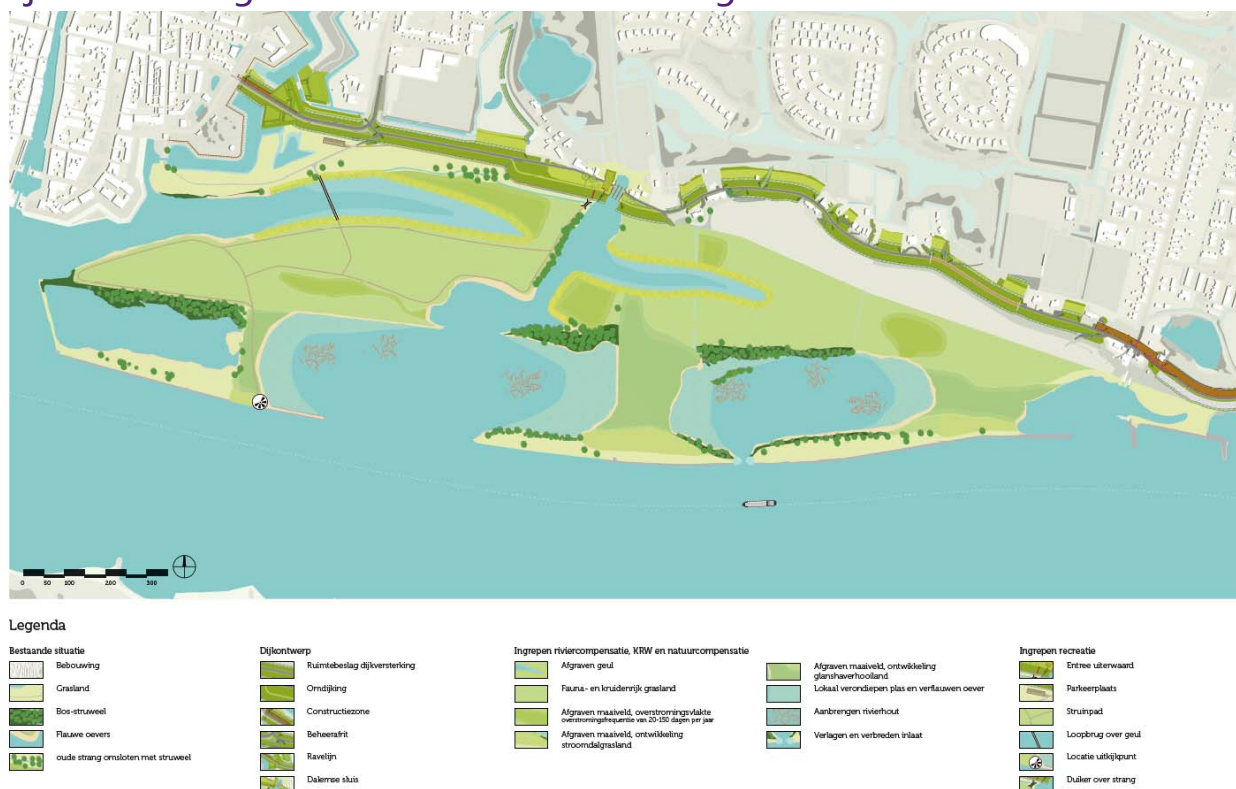 0 50 100 200 300
Legenda
Bestaande situatie
Bebouwing
Grasland
Bos-struweel
Flauwe oevers
oude strang omsloten met struweel
Dijkontwerp
Ruimtebeslag dijkversterking
Omdijking
Constructiezone
Beheerafrit
Ravelijn
Dalemse sluis
Ingrepen riviercompensatie, KRW en natuurcompensatie
Afgraven geul
Fauna- en kruidenrijk grasland
Afgraven maaiveld, overstromingsvlakte
overstromingsfrequentie van 20-150 dagen per jaar
Afgraven maaiveld, ontwikkeling
stroomdalgrasland
Afgraven maaiveld, ontwikkeling
glanshaverhooiland
Lokaal verondiepen plas en verflauwen oever
Aanbrengen rivierhout
Verlagen en verbreden inlaat
Ingrepen recreatie
Entree uiterwaard
Parkeerplaats
Struinpad
Loopbrug over geul
Locatie uitkijkpunt
Duiker over strang